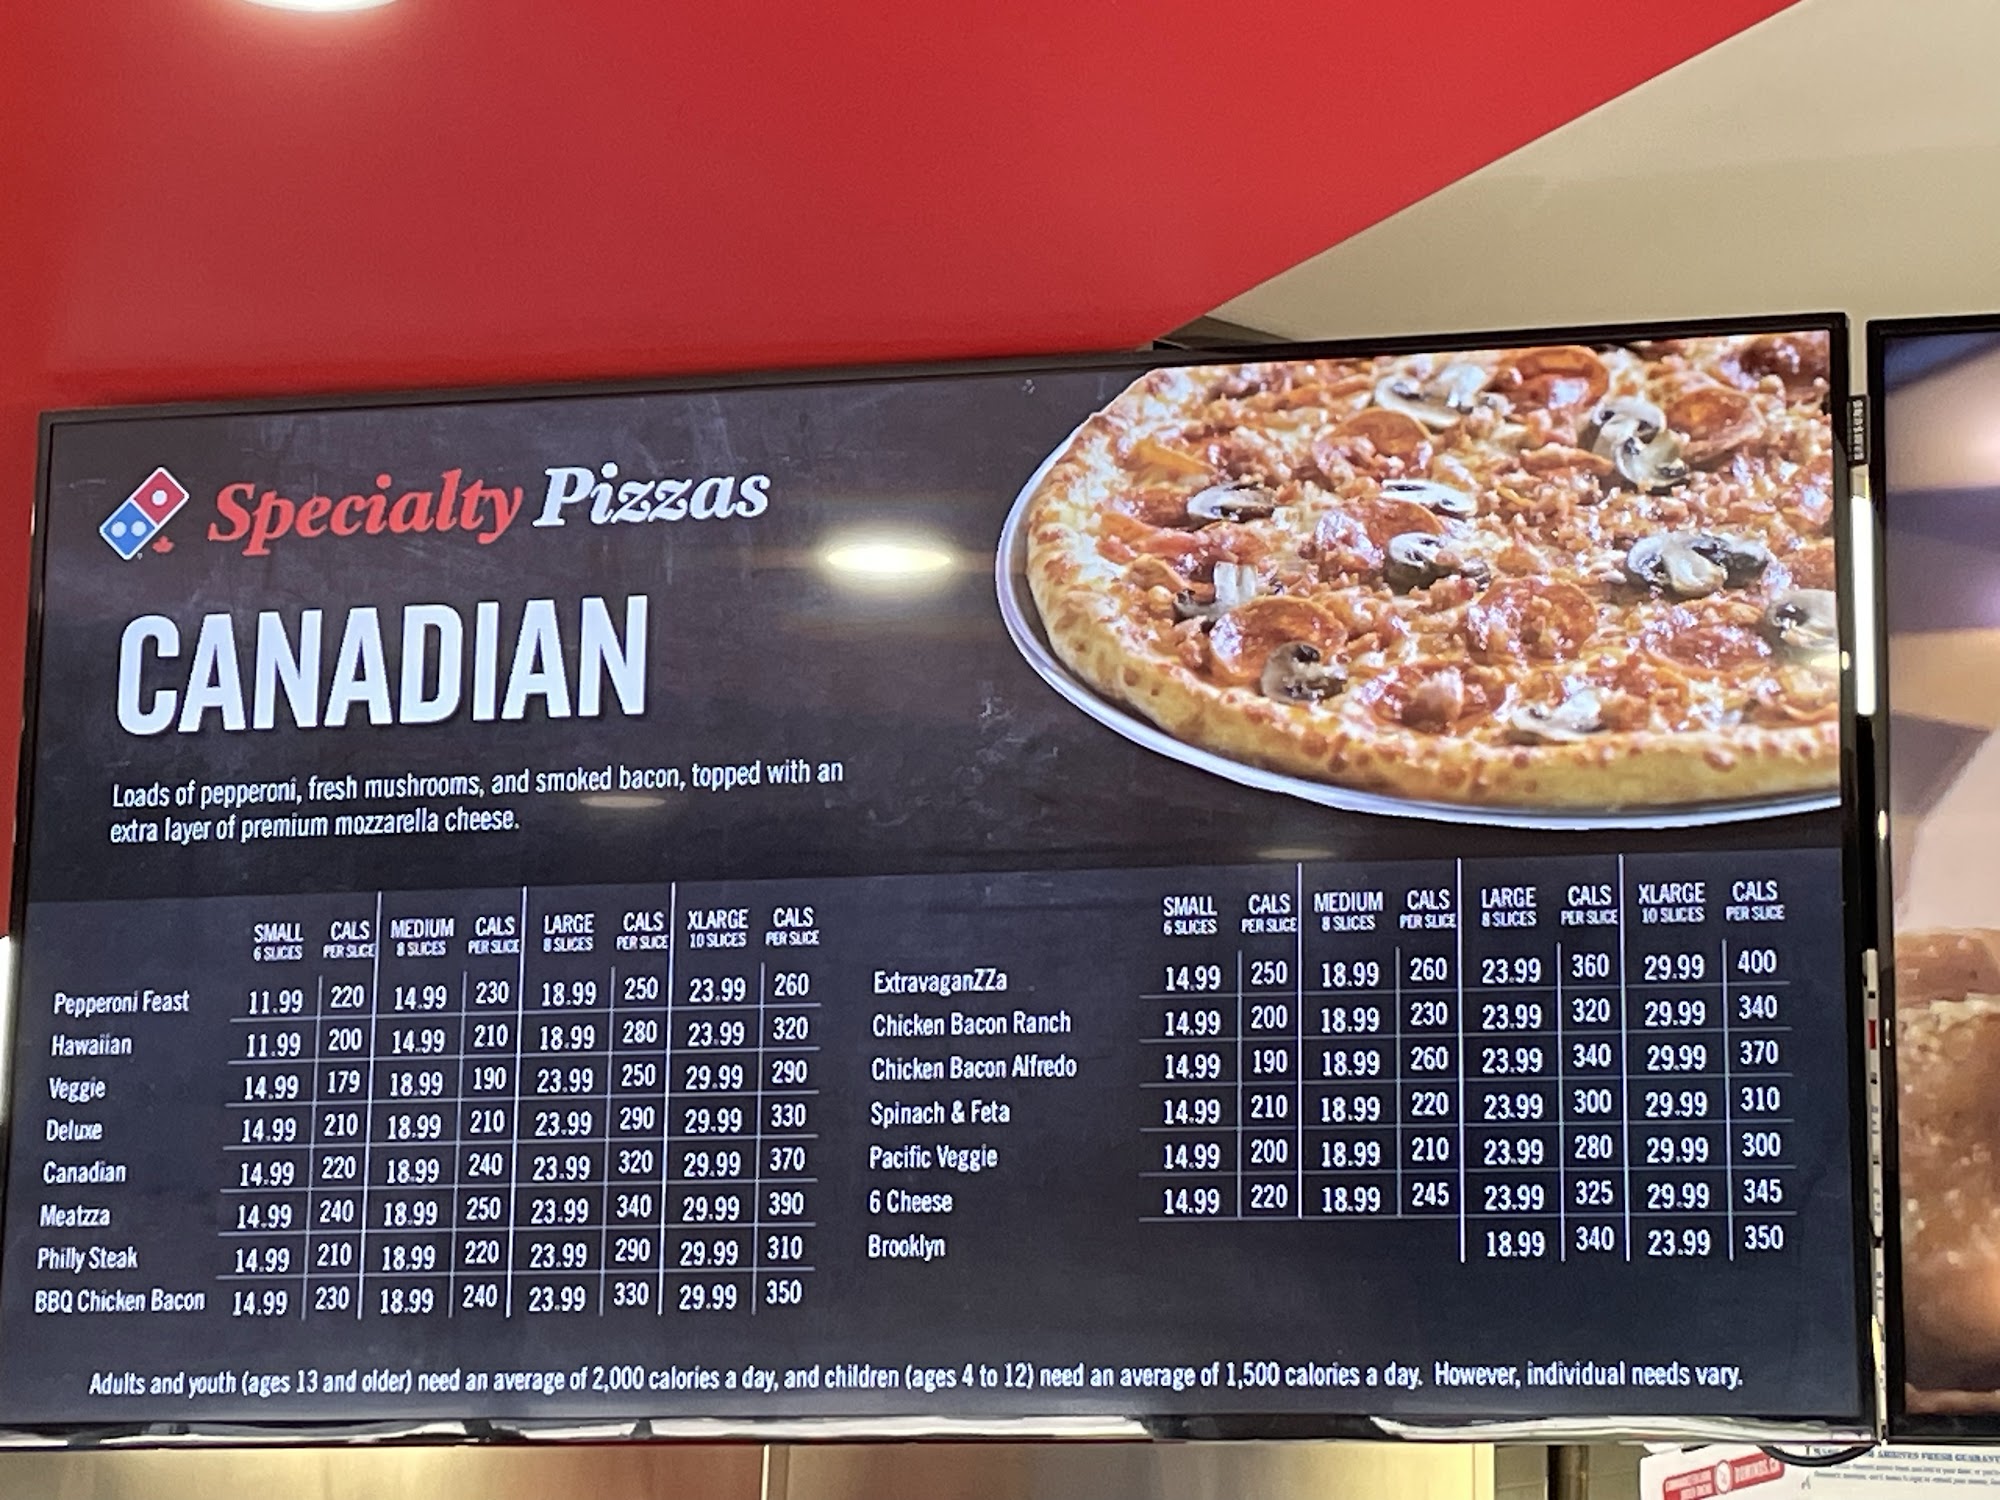 Specialty Pizzas
CANADIAN
Loads of pepperoni, fresh mushrooms, and smoked bacon, topped with an
extra layer of premium mozzarella cheese.
SMALL CALS MEDIUM CALS LARGE CALS XLARGE CALS
6 SLICES PER SLICE 8 SLICES PER SLICE 8 SLICES PER SLICE 10 SLICES PER SLICE
Pepperoni Feast 11.99 220 14.99 230 18.99 250 23.99 260
Hawaiian 11.99 200 14.99 210 18.99 280 23.99 320
Veggie 14.99 179 18.99 190 23.99 250 29.99 290
Deluxe 14.99 210 18.99 210 23.99 290 29.99 330
Canadian 14.99 220 18.99 240 23.99 320 29.99 370
Meatzza 14.99 240 18.99 250 23.99 340 29.99 390
Philly Steak 14.99 210 18.99 220 23.99 290 29.99 310
BBQ Chicken Bacon 14.99 230 18.99 240 23.99 330 29.99 350
SMALL CALS MEDIUM CALS LARGE CALS XLARGE CALS
6 SLICES PER SLICE 8 SLICES PER SLICE 8 SLICES PER SLICE 10 SLICES PER SLICE
ExtravaganZZa 14.99 250 18.99 260 23.99 360 29.99 400
Chicken Bacon Ranch 14.99 200 18.99 230 23.99 320 29.99 340
Chicken Bacon Alfredo 14.99 190 18.99 260 23.99 340 29.99 370
Spinach & Feta 14.99 210 18.99 220 23.99 300 29.99 310
Pacific Veggie 14.99 200 18.99 210 23.99 280 29.99 300
6 Cheese 14.99 220 18.99 245 23.99 325 29.99 345
Brooklyn 18.99 340 23.99 350
Adults and youth (ages 13 and older) need an average of 2,000 calories a day, and children (ages 4 to 12) need an average of 1,500 calories a day. However, individual needs vary.
SAMSUNG
DOMINOS.CA